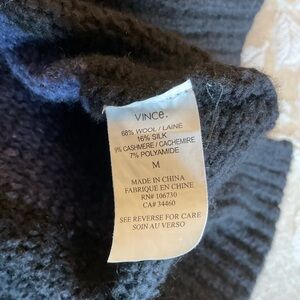 VINCE.
68% WOOL / LAINE
16% SILK
9% CASHMERE / CACHEMIRE
7% POLYAMIDE
M
MADE IN CHINA
FABRIQUE EN CHINE
RN# 106730
CA# 34460
SEE REVERSE FOR CARE
SOIN AU VERSO